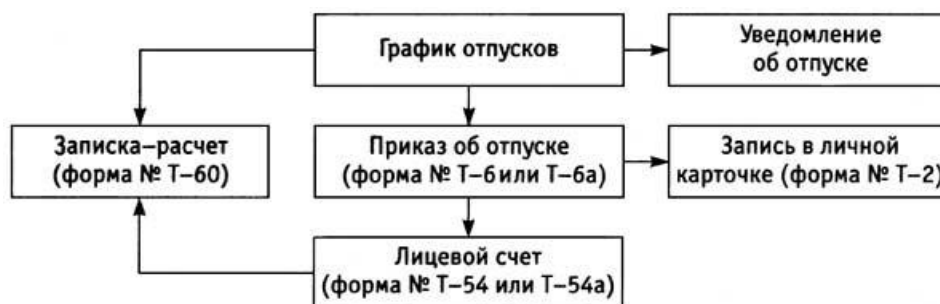 График отпусков
Уведомление
об отпуске
Записка–расчет
(форма № Т–60)
Приказ об отпуске
(форма № Т–6 или Т–6а)
Запись в личной
карточке (форма № Т–2)
Лицевой счет
(форма № Т–54 или Т–54а)